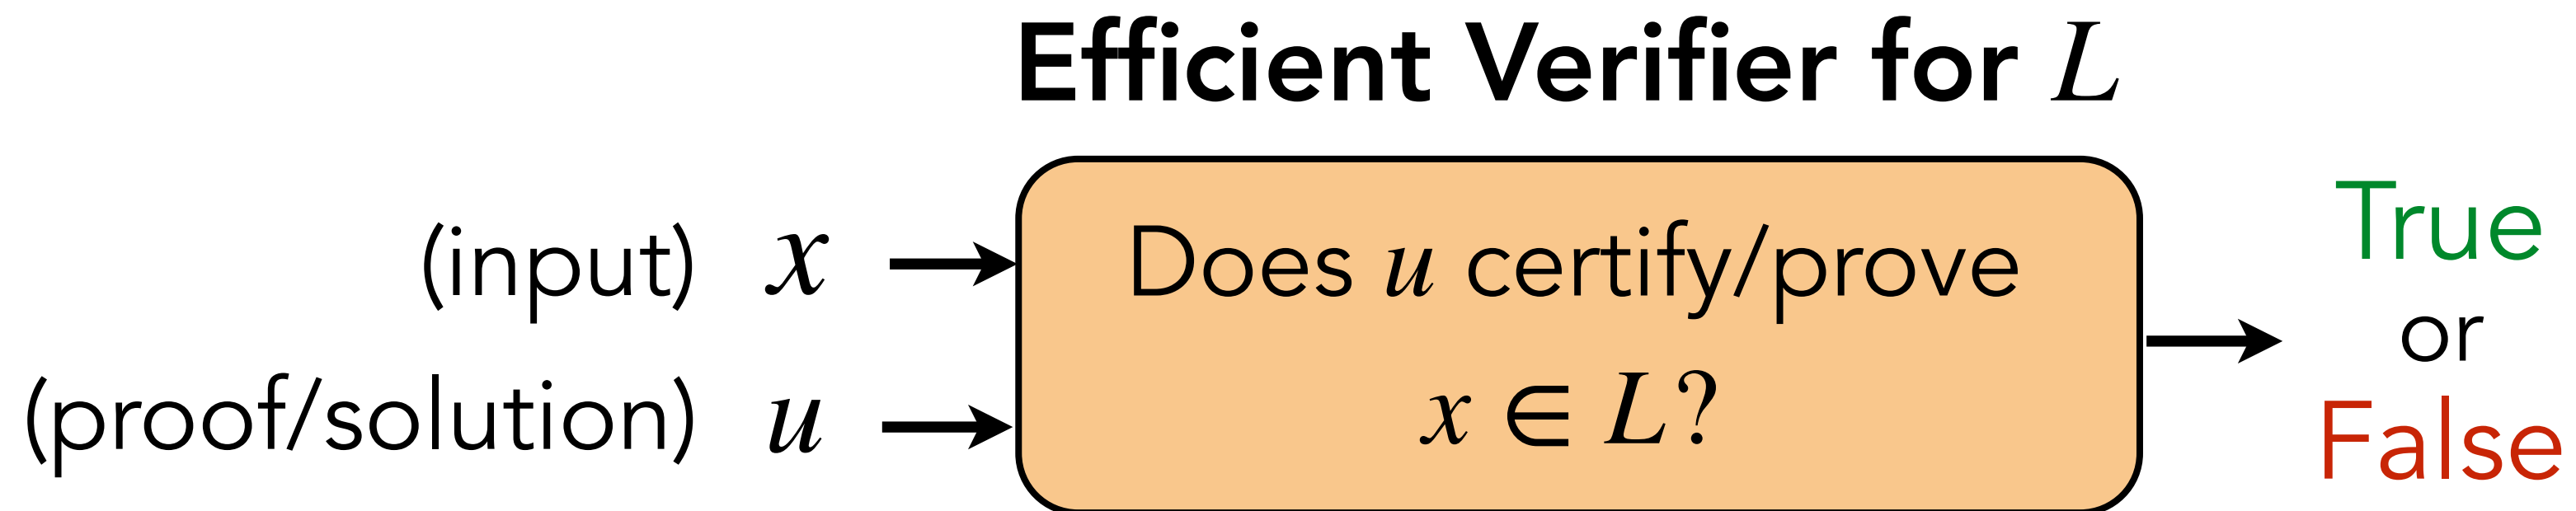 Efficient Verifier for L
(input) x
Does u certify/prove
x ∈ L?
(proof/solution) u
True
or
False